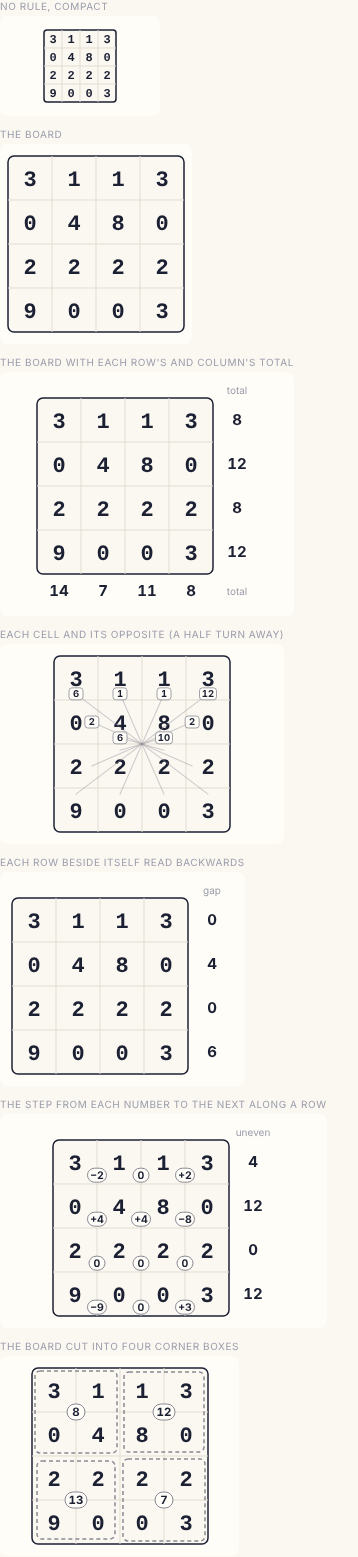 NO RULE, COMPACT
3 1 1 3
0 4 8 0
2 2 2 2
9 0 0 3
THE BOARD
3 1 1 3
0 4 8 0
2 2 2 2
9 0 0 3
THE BOARD WITH EACH ROW'S AND COLUMN'S TOTAL
total
3 1 1 3 8
0 4 8 0 12
2 2 2 2 8
9 0 0 3 12
14 7 11 8 total
EACH CELL AND ITS OPPOSITE (A HALF TURN AWAY)
3 1 1 3
6 1 1 12
0 2 4 8 2 0
6 10
2 2 2 2
9 0 0 3
EACH ROW BESIDE ITSELF READ BACKWARDS
gap
3 1 1 3 0
0 4 8 0 4
2 2 2 2 0
9 0 0 3 6
THE STEP FROM EACH NUMBER TO THE NEXT ALONG A ROW
uneven
3 1 1 3 4
−2 0 +2
0 4 8 0 12
+4 +4 −8
2 2 2 2 0
0 0 0
9 0 0 3 12
−9 0 +3
THE BOARD CUT INTO FOUR CORNER BOXES
3 1 1 3
8 12
0 4 8 0
2 2 2 2
13 7
9 0 0 3